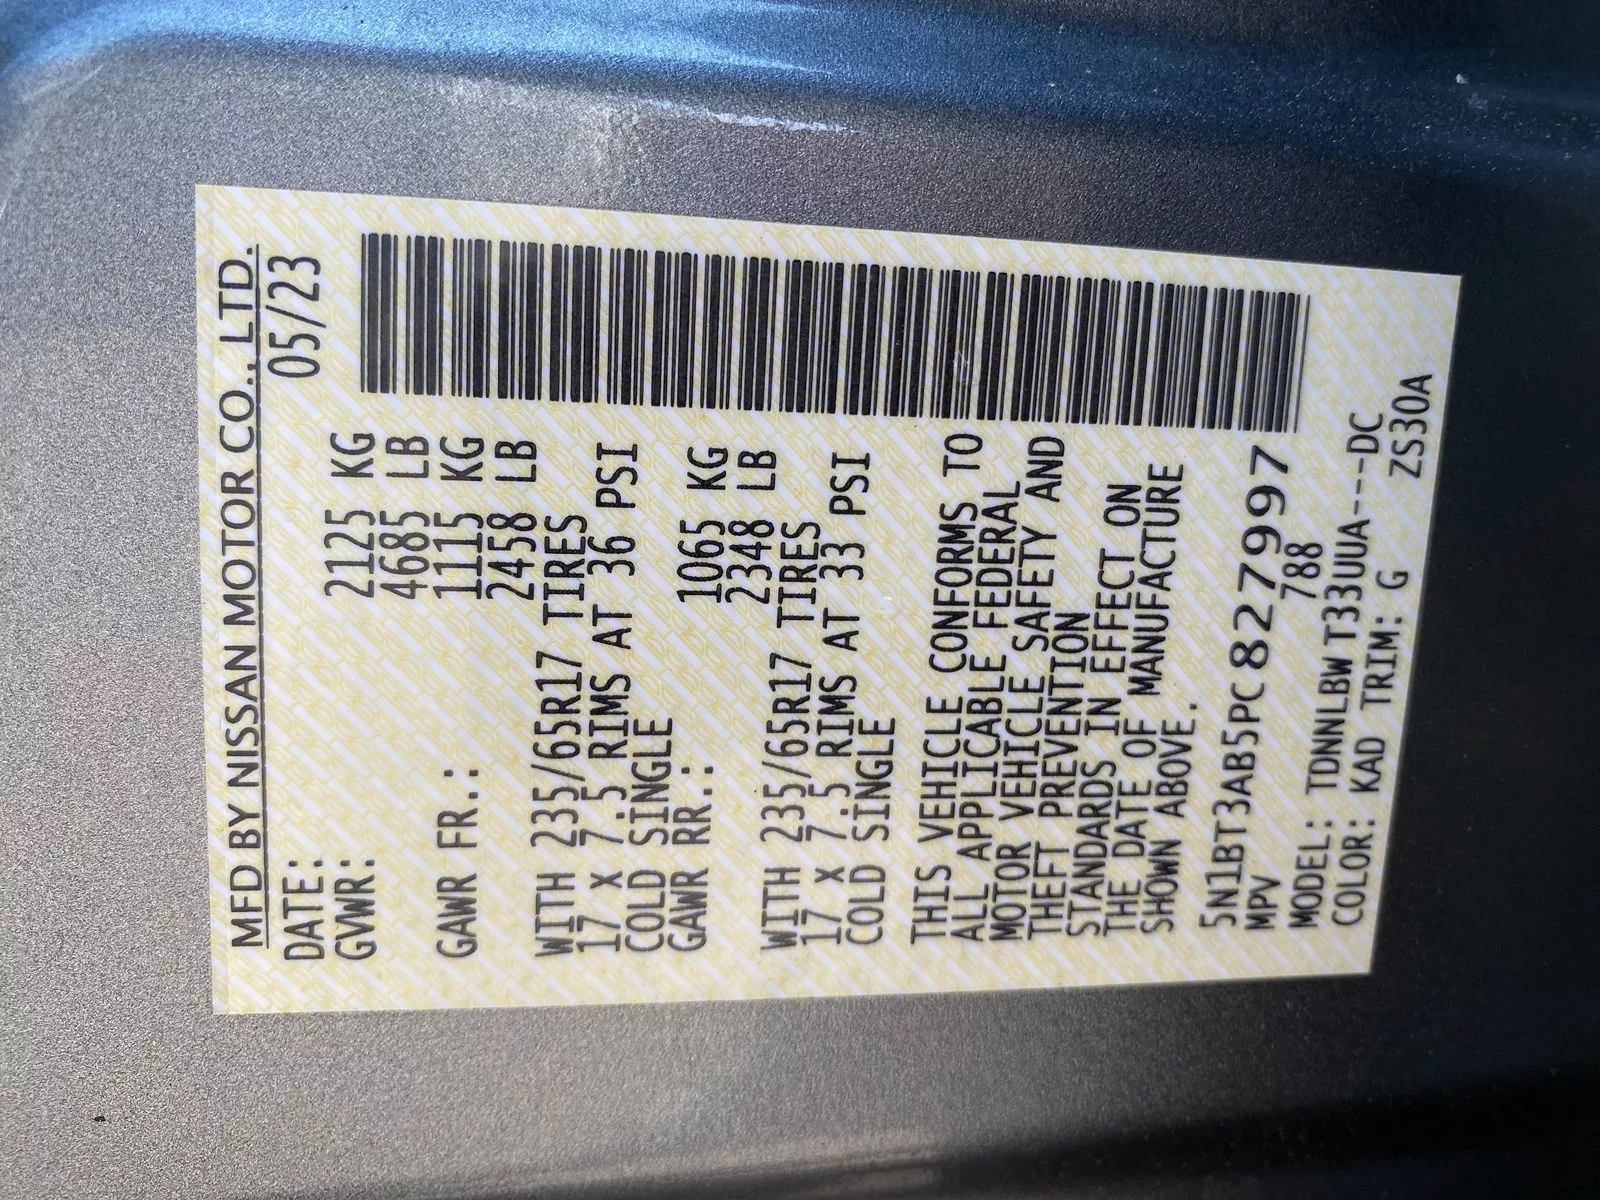 MFD BY NISSAN MOTOR CO., LTD.
DATE: 05/23
GVWR: 2125 KG
4685 LB
GAWR FR.: 1115 KG
2458 LB
WITH 235/65R17 TIRES
17 X 7.5 RIMS AT 36 PSI
COLD SINGLE
GAWR RR.: 1065 KG
2348 LB
WITH 235/65R17 TIRES
17 X 7.5 RIMS AT 33 PSI
COLD SINGLE
THIS VEHICLE CONFORMS TO
ALL APPLICABLE FEDERAL
MOTOR VEHICLE SAFETY AND
THEFT PREVENTION
STANDARDS IN EFFECT ON
THE DATE OF MANUFACTURE
SHOWN ABOVE.
5N1BT3AB5PC827997
MPV 788
MODEL: TDNNLBW T33UUA---DC
COLOR: KAD TRIM: G ZS30A